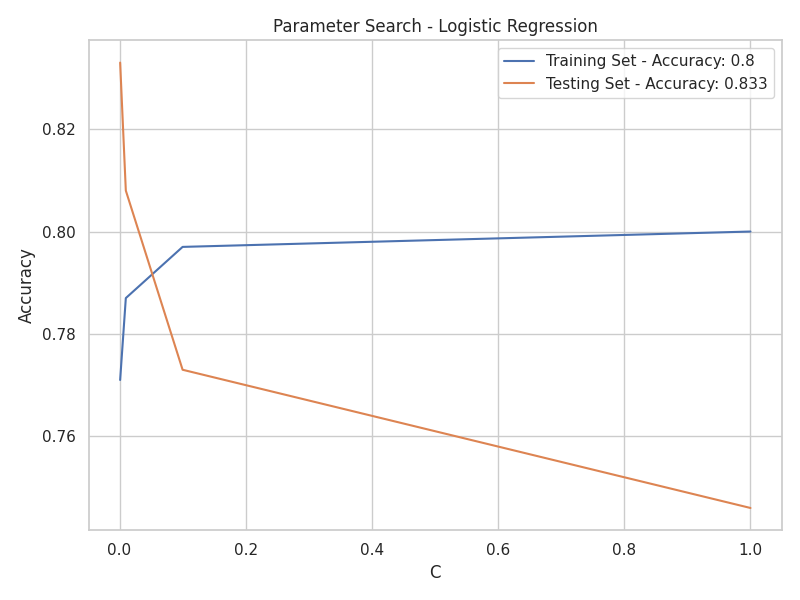 Parameter Search - Logistic Regression
Training Set - Accuracy: 0.8
Testing Set - Accuracy: 0.833
Accuracy
0.82
0.80
0.78
0.76
0.0 0.2 0.4 0.6 0.8 1.0
C